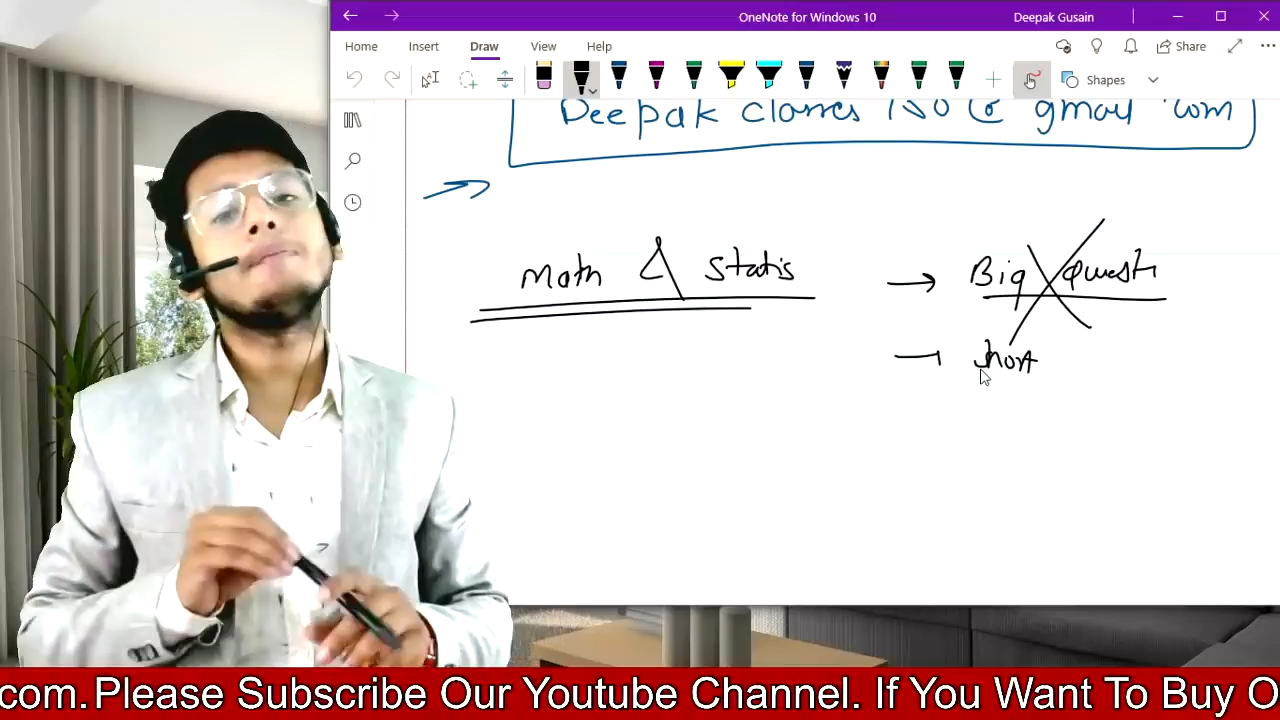 OneNote for Windows 10
Deepak Gusain
Home Insert Draw View Help
Share
Shapes
Deepak classes 150@ gmail .com
Math & Statis → Big Questi
short
.com. Please Subscribe Our Youtube Channel. If You Want To Buy O